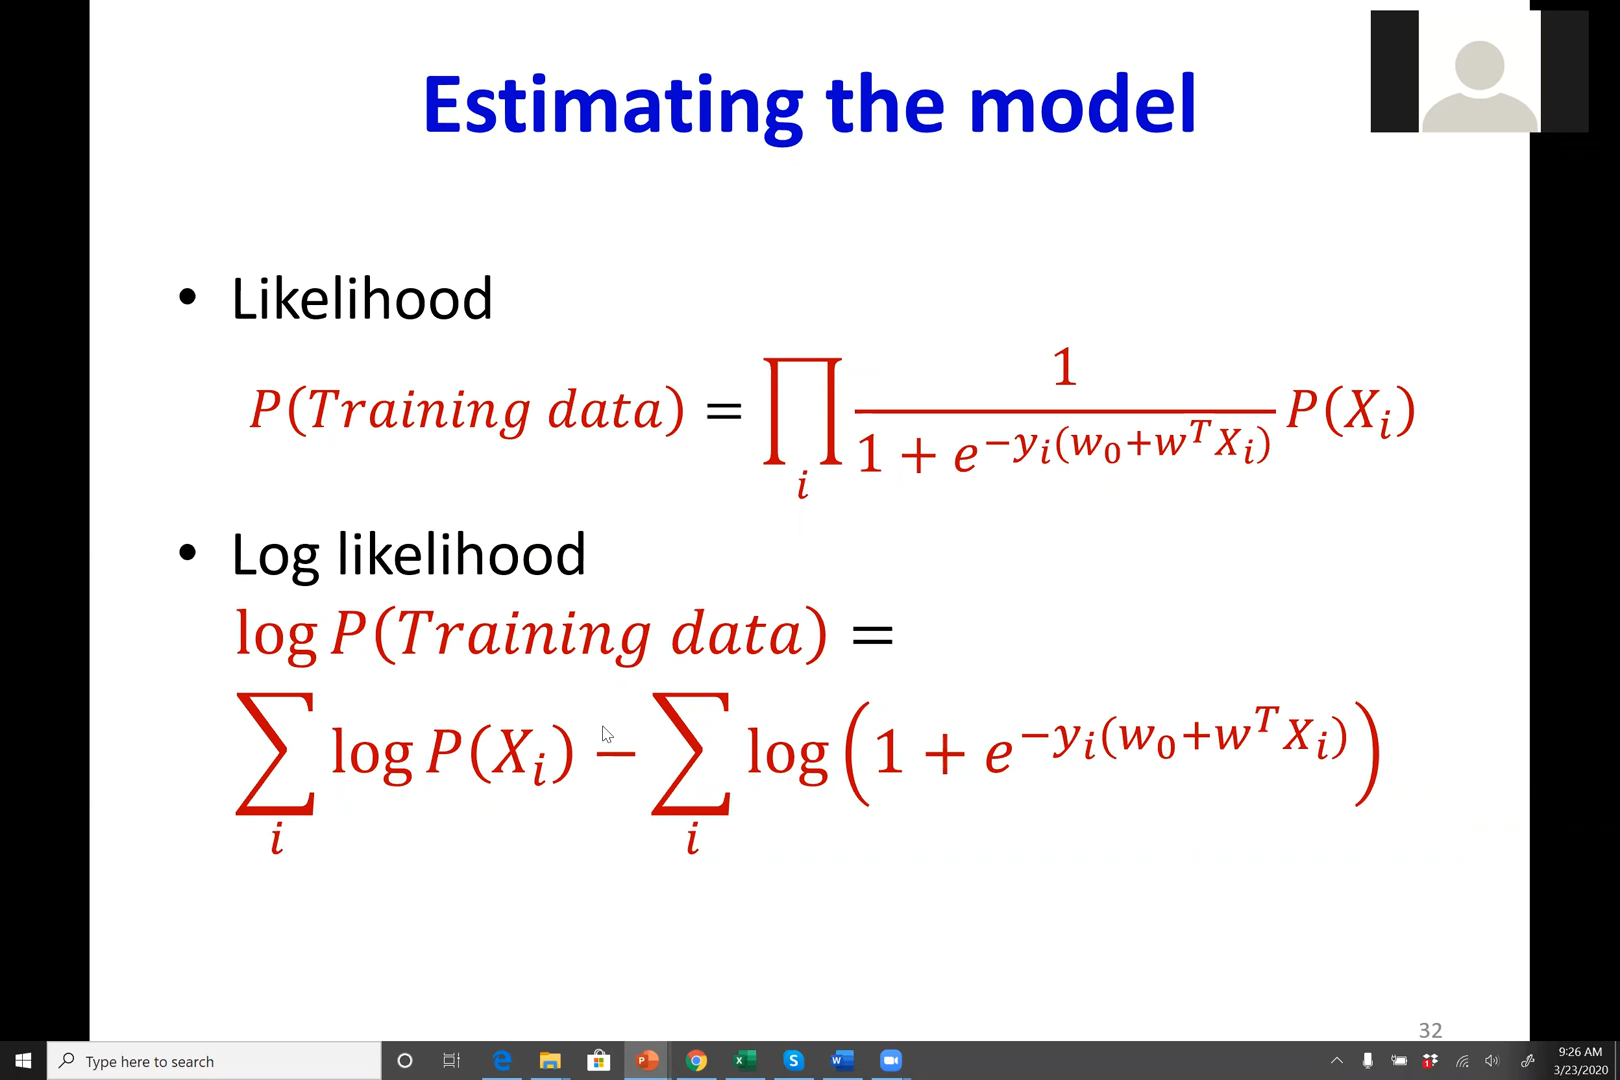 Estimating the model
• Likelihood
P(Training data) = ∏_i 1 / (1 + e^{−y_i(w_0+w^T X_i)}) P(X_i)
• Log likelihood
log P(Training data) =
∑_i log P(X_i) − ∑_i log(1 + e^{−y_i(w_0+w^T X_i)})
32
Type here to search
9:26 AM
3/23/2020